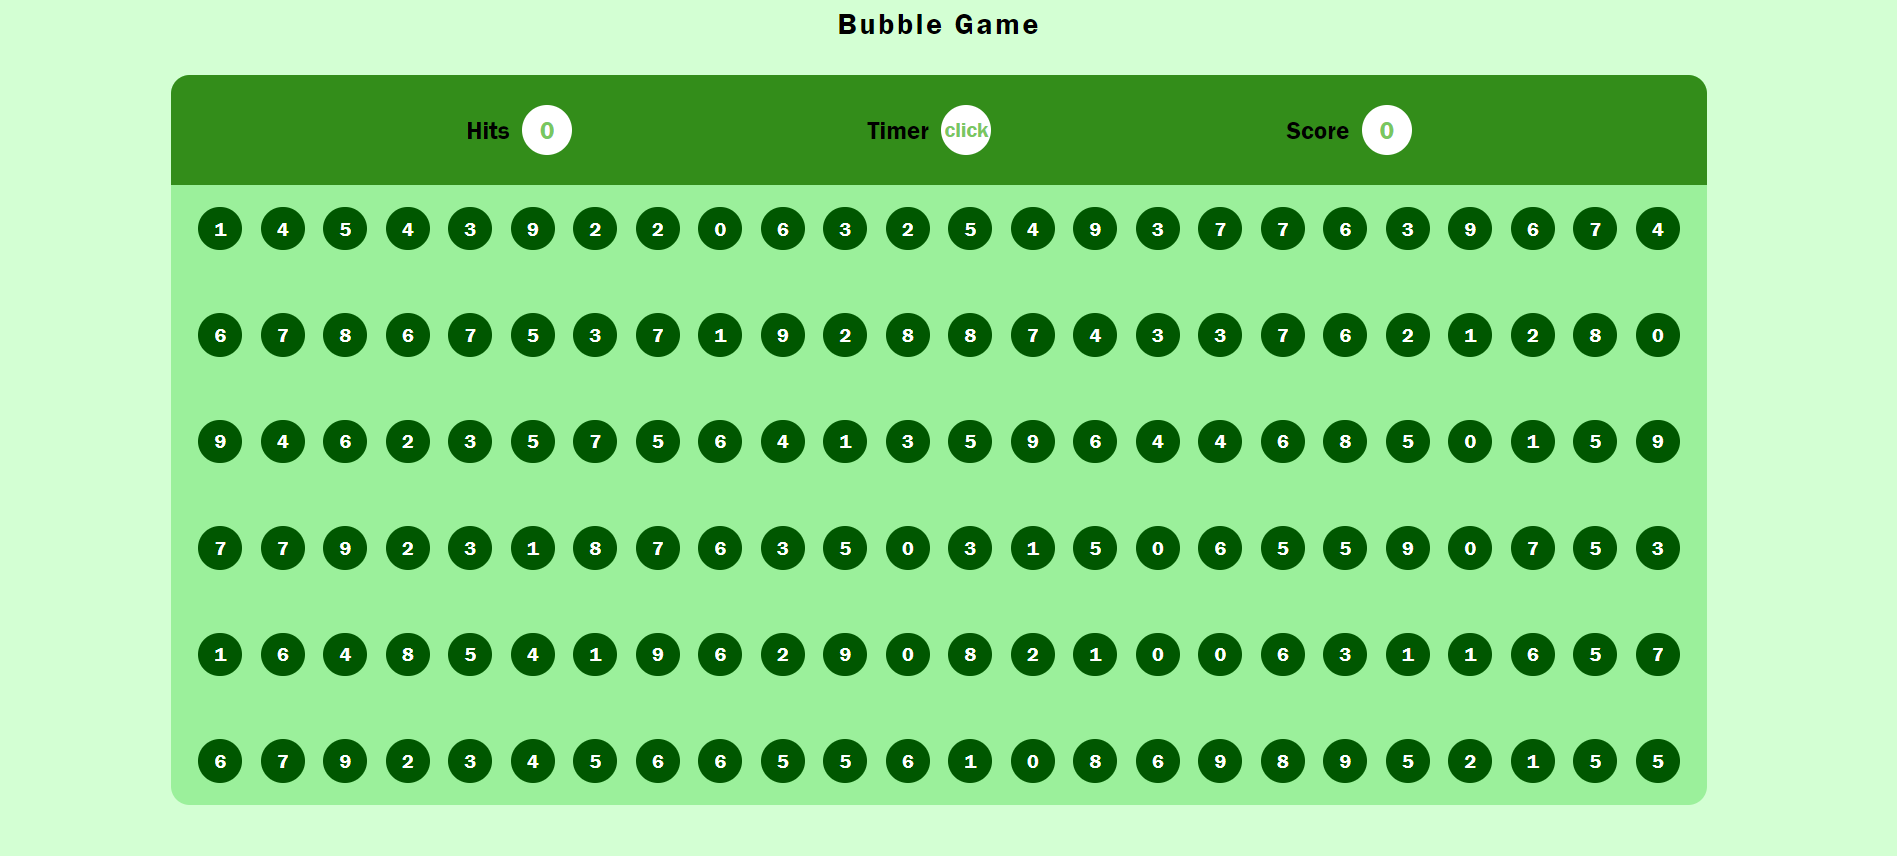 Bubble Game
Hits 0 Timer click Score 0
1 4 5 4 3 9 2 2 0 6 3 2 5 4 9 3 7 7 6 3 9 6 7 4
6 7 8 6 7 5 3 7 1 9 2 8 8 7 4 3 3 7 6 2 1 2 8 0
9 4 6 2 3 5 7 5 6 4 1 3 5 9 6 4 4 6 8 5 0 1 5 9
7 7 9 2 3 1 8 7 6 3 5 0 3 1 5 0 6 5 5 9 0 7 5 3
1 6 4 8 5 4 1 9 6 2 9 0 8 2 1 0 0 6 3 1 1 6 5 7
6 7 9 2 3 4 5 6 6 5 5 6 1 0 8 6 9 8 9 5 2 1 5 5